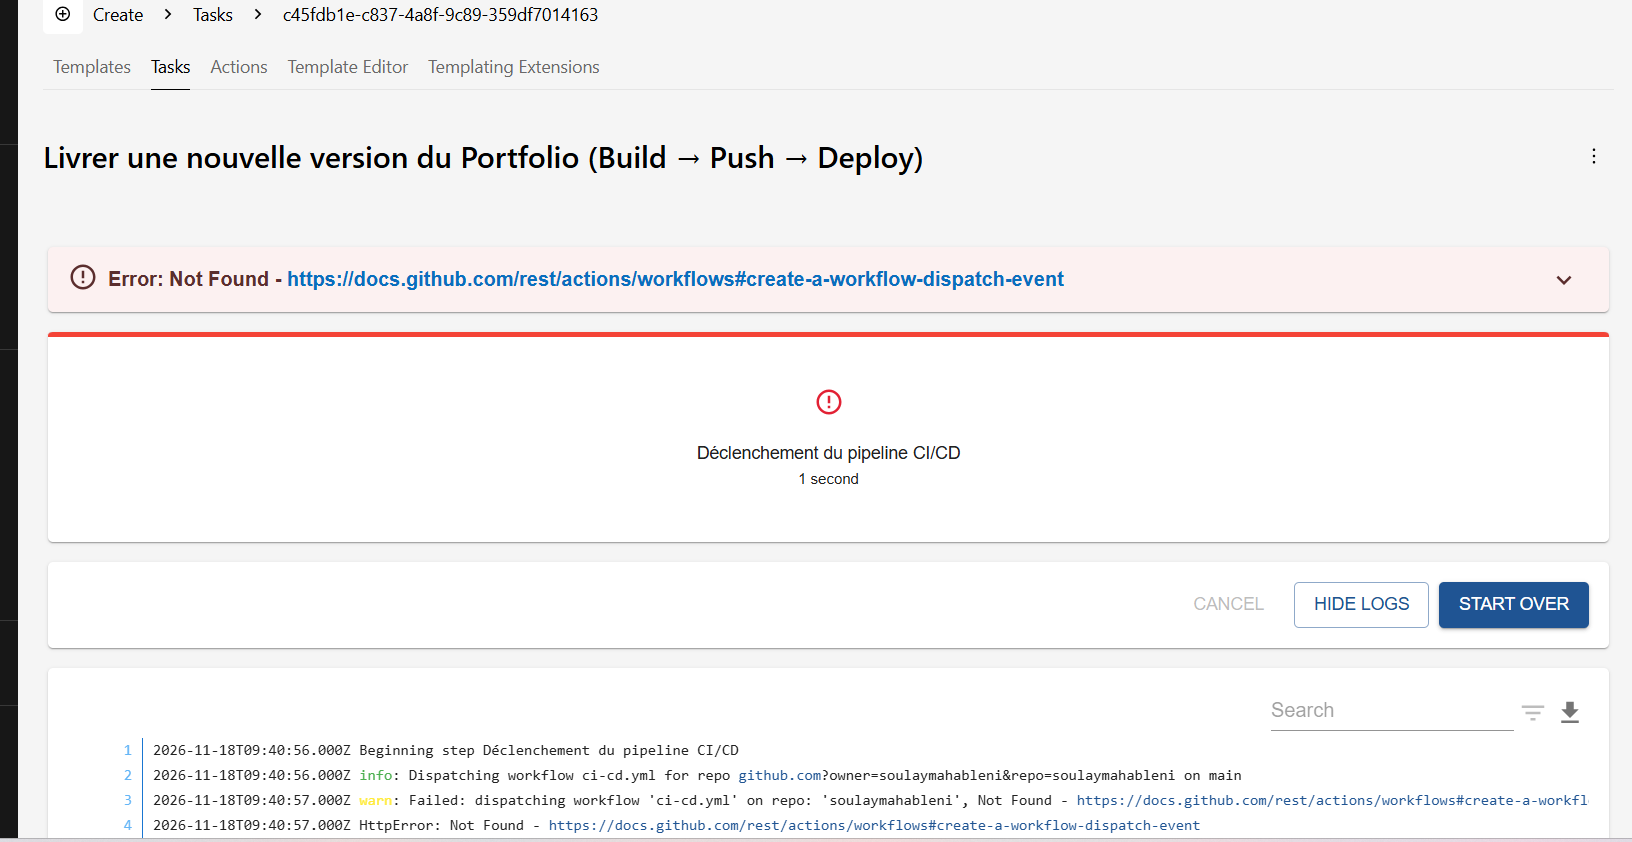 Create > Tasks > c45fdb1e-c837-4a8f-9c89-359df7014163
Templates Tasks Actions Template Editor Templating Extensions
Livrer une nouvelle version du Portfolio (Build → Push → Deploy)
Error: Not Found - https://docs.github.com/rest/actions/workflows#create-a-workflow-dispatch-event
Déclenchement du pipeline CI/CD
1 second
CANCEL HIDE LOGS START OVER
Search
1 2026-11-18T09:40:56.000Z Beginning step Déclenchement du pipeline CI/CD
2 2026-11-18T09:40:56.000Z info: Dispatching workflow ci-cd.yml for repo github.com?owner=soulaymahableni&repo=soulaymahableni on main
3 2026-11-18T09:40:57.000Z warn: Failed: dispatching workflow 'ci-cd.yml' on repo: 'soulaymahableni', Not Found - https://docs.github.com/rest/actions/workflows#create-a-workfl
4 2026-11-18T09:40:57.000Z HttpError: Not Found - https://docs.github.com/rest/actions/workflows#create-a-workflow-dispatch-event